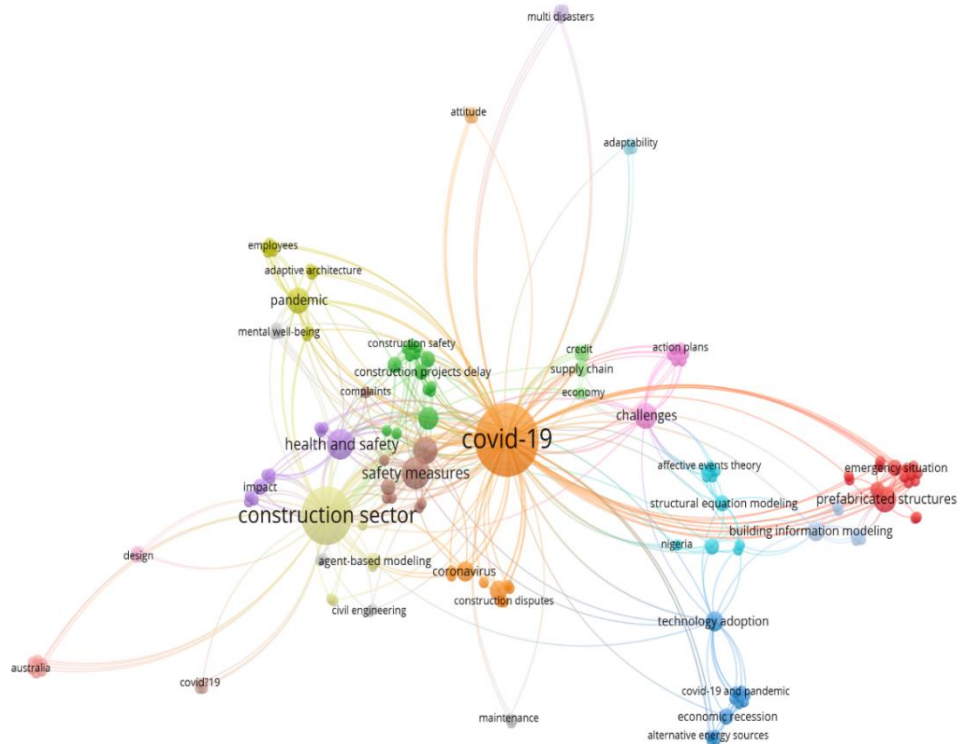 multi disasters
attitude
adaptability
employees
adaptive architecture
pandemic
mental well-being
construction safety
credit
action plans
construction projects delay
supply chain
complaints
economy
challenges
covid-19
health and safety
safety measures
affective events theory
emergency situation
impact
prefabricated structures
structural equation modeling
construction sector
building information modeling
nigeria
design
agent-based modeling
coronavirus
construction disputes
civil engineering
technology adoption
australia
covid?19
covid-19 and pandemic
maintenance
economic recession
alternative energy sources